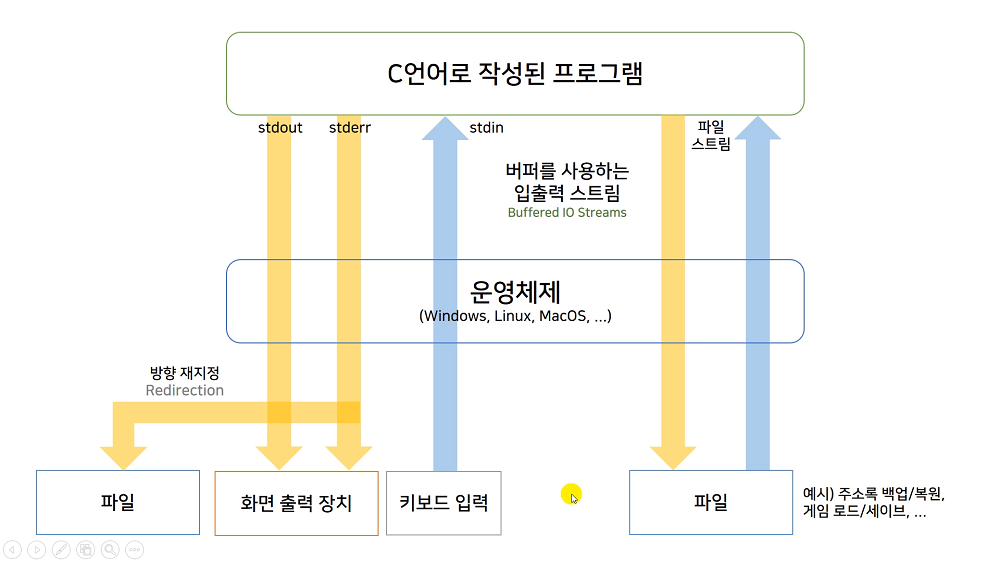 C언어로 작성된 프로그램
stdout
stderr
stdin
파일
스트림
버퍼를 사용하는
입출력 스트림
Buffered IO Streams
운영체제
(Windows, Linux, MacOS, ...)
방향 재지정
Redirection
파일
화면 출력 장치
키보드 입력
파일
예시) 주소록 백업/복원,
게임 로드/세이브, ...